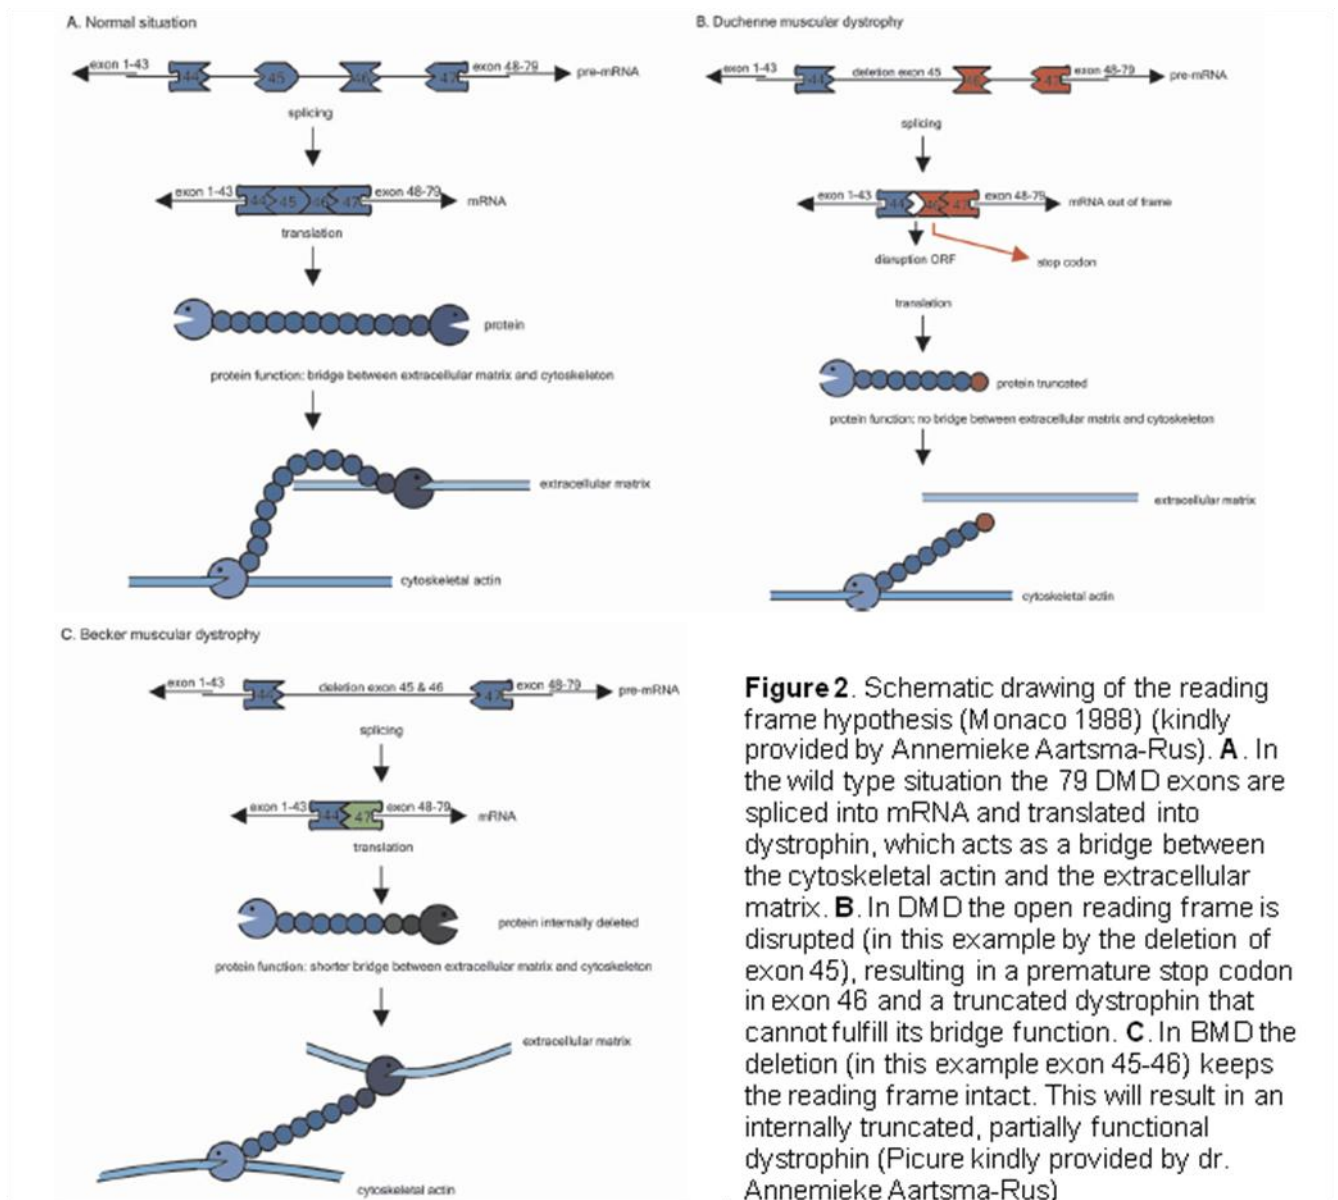 A. Normal situation
exon 1-43 44 45 46 47 exon 48-79 pre-mRNA
splicing
exon 1-43 44 45 46 47 exon 48-79 mRNA
translation
protein
protein function: bridge between extracellular matrix and cytoskeleton
extracellular matrix
cytoskeletal actin
B. Duchenne muscular dystrophy
exon 1-43 44 deletion exon 45 46 47 exon 48-79 pre-mRNA
splicing
exon 1-43 44 46 47 exon 48-79 mRNA out of frame
disruption ORF
stop codon
translation
protein truncated
protein function: no bridge between extracellular matrix and cytoskeleton
extracellular matrix
cytoskeletal actin
C. Becker muscular dystrophy
exon 1-43 44 deletion exon 45 & 46 47 exon 48-79 pre-mRNA
splicing
exon 1-43 44 47 exon 48-79 mRNA
translation
protein internally deleted
protein function: shorter bridge between extracellular matrix and cytoskeleton
extracellular matrix
cytoskeletal actin
Figure 2. Schematic drawing of the reading
frame hypothesis (Monaco 1988) (kindly
provided by Annemieke Aartsma-Rus). A. In
the wild type situation the 79 DMD exons are
spliced into mRNA and translated into
dystrophin, which acts as a bridge between
the cytoskeletal actin and the extracellular
matrix. B. In DMD the open reading frame is
disrupted (in this example by the deletion of
exon 45), resulting in a premature stop codon
in exon 46 and a truncated dystrophin that
cannot fulfill its bridge function. C. In BMD the
deletion (in this example exon 45-46) keeps
the reading frame intact. This will result in an
internally truncated, partially functional
dystrophin (Picure kindly provided by dr.
Annemieke Aartsma-Rus)